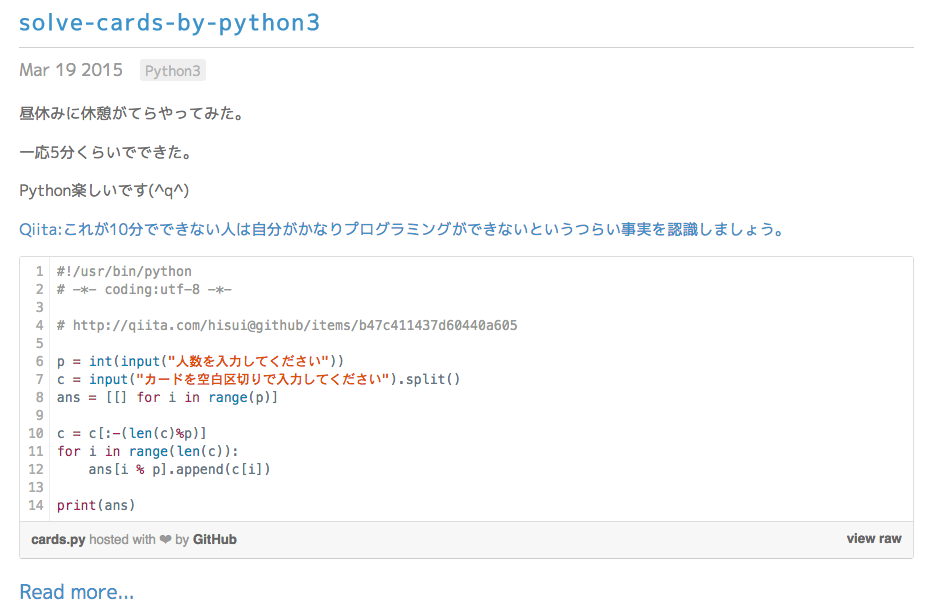 solve-cards-by-python3
Mar 19 2015 Python3
昼休みに休憩がてらやってみた。
一応5分くらいでできた。
Python楽しいです(^q^)
Qiita:これが10分でできない人は自分がかなりプログラミングができないというつらい事実を認識しましょう。
1 #!/usr/bin/python
2 # -*- coding:utf-8 -*-
3
4 # http://qiita.com/hisui@github/items/b47c411437d60440a605
5
6 p = int(input("人数を入力してください"))
7 c = input("カードを空白区切りで入力してください").split()
8 ans = [[] for i in range(p)]
9
10 c = c[:-(len(c)%p)]
11 for i in range(len(c)):
12     ans[i % p].append(c[i])
13
14 print(ans)
cards.py hosted with ❤ by GitHub view raw
Read more...